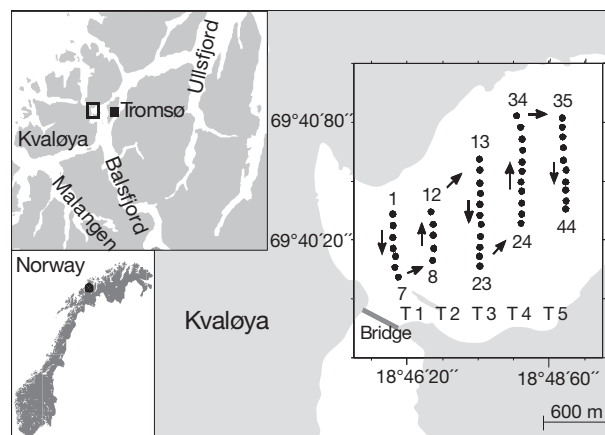 Ullsfjord
Tromsø
Kvaløya
Balsfjord
Malangen
Norway
Kvaløya
Bridge
69°40´80´´
69°40´20´´
34 35
13
1 12
24 44
7 8 23
T 1 T 2 T 3 T 4 T 5
18°46´20´´ 18°48´60´´
600 m